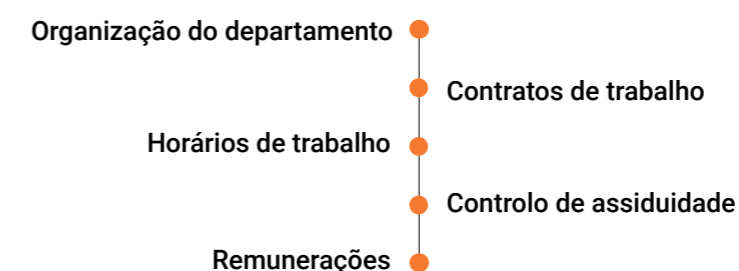 Organização do departamento
Contratos de trabalho
Horários de trabalho
Controlo de assiduidade
Remunerações